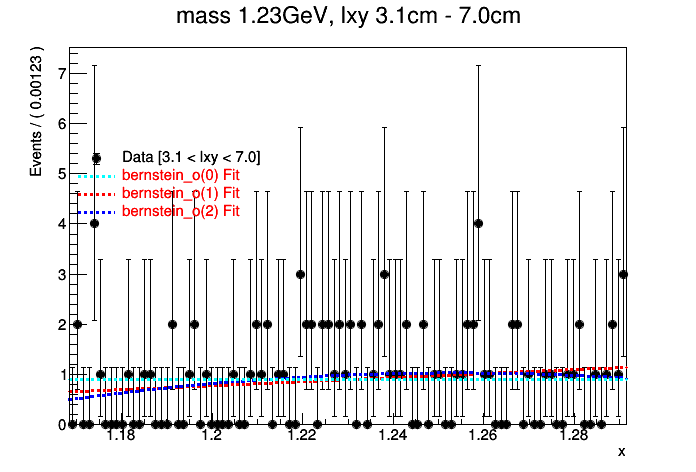 mass 1.23GeV, lxy 3.1cm - 7.0cm
Events / ( 0.00123 )
7
6
5
4
3
2
1
0
Data [3.1 < lxy < 7.0]
bernstein_o(0) Fit
bernstein_o(1) Fit
bernstein_o(2) Fit
1.18 1.2 1.22 1.24 1.26 1.28
x